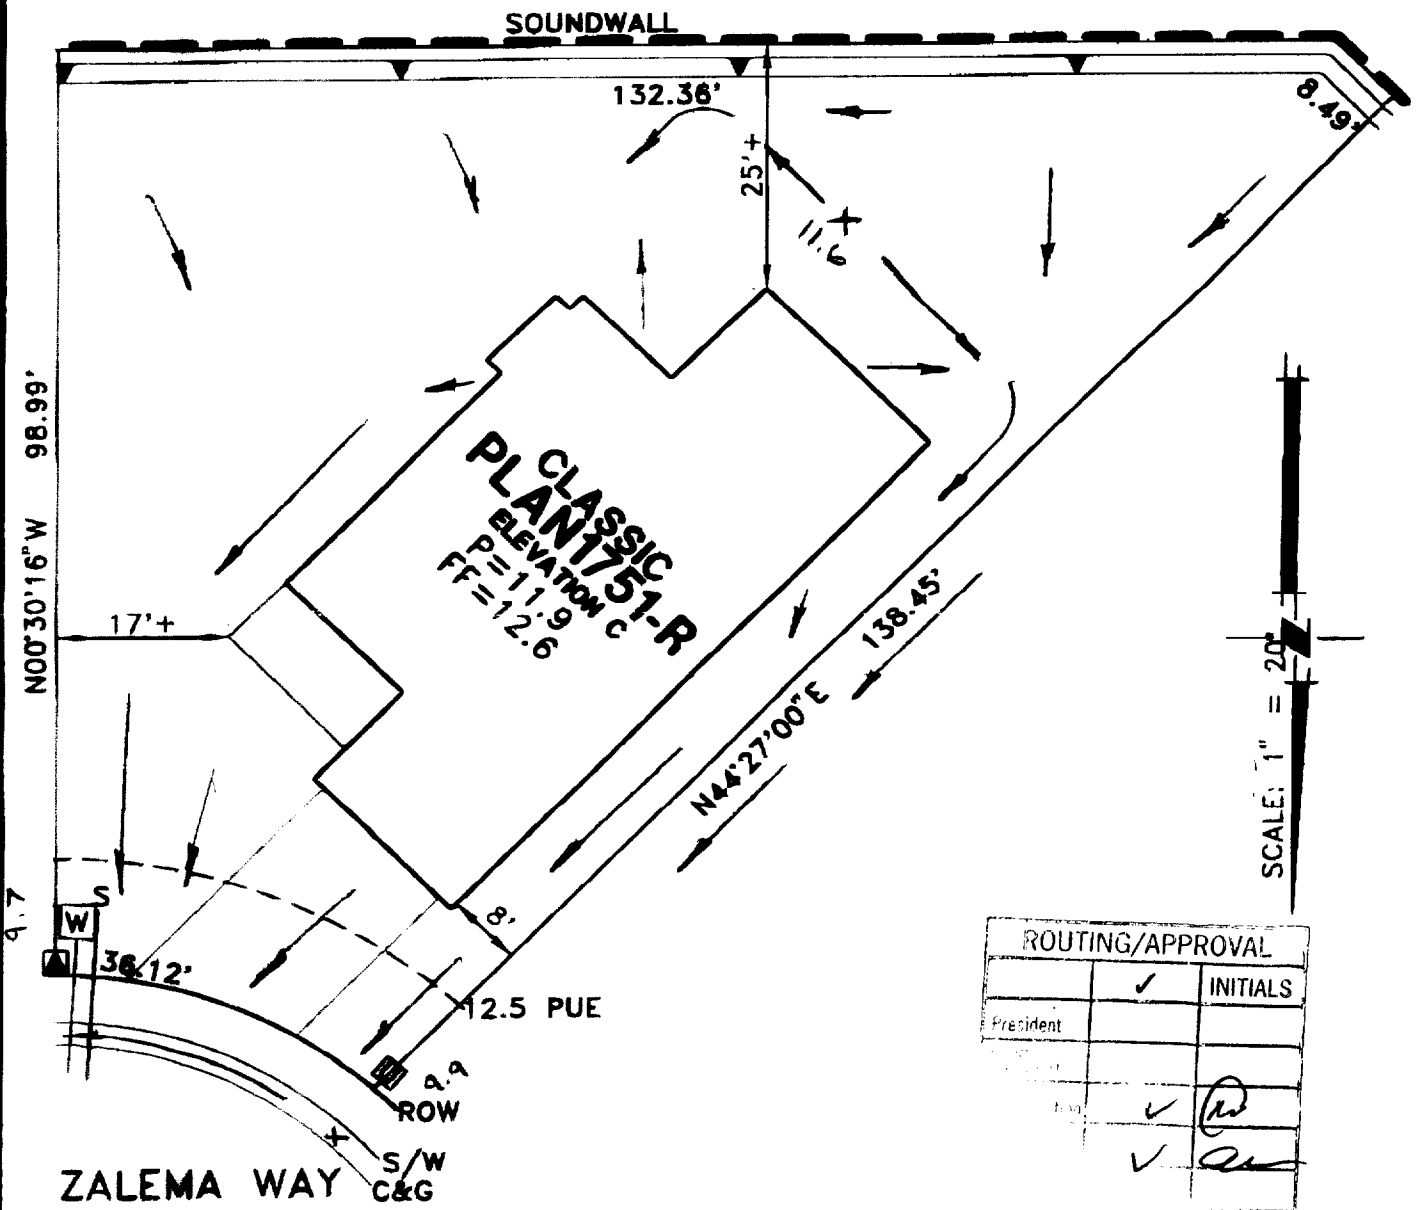 SOUNDWALL
132.36'
8.49'
25'+
11.6
N00°30'16"W 98.99'
CLASSIC
PLAN1751-R
ELEVATION C
P=11.9
FF=12.6
17'+
138.45'
N44°27'00"E
SCALE: 1" = 20'
9.7
S
W
36.12'
8'
12.5 PUE
9.9
ROW
S/W
C&G
ZALEMA WAY
ROUTING/APPROVAL
✓ INITIALS
President
✓
✓